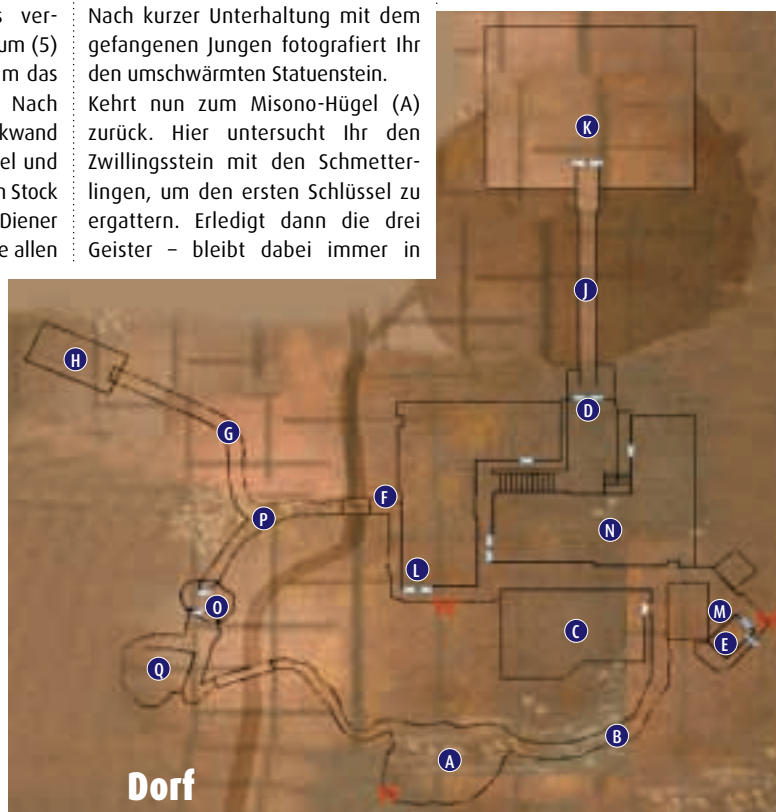 s ver-
um (5)
m das
Nach
kwand
el und
n Stock
Diener
e allen
Nach kurzer Unterhaltung mit dem
gefangenen Jungen fotografiert Ihr
den umschwärmten Statuenstein.
Kehrt nun zum Misono-Hügel (A)
zurück. Hier untersucht Ihr den
Zwillingsstein mit den Schmetter-
lingen, um den ersten Schlüssel zu
ergattern. Erledigt dann die drei
Geister – bleibt dabei immer in
K
J
H
D
G
F
P
N
L
O
C
M
E
Q
B
A
Dorf